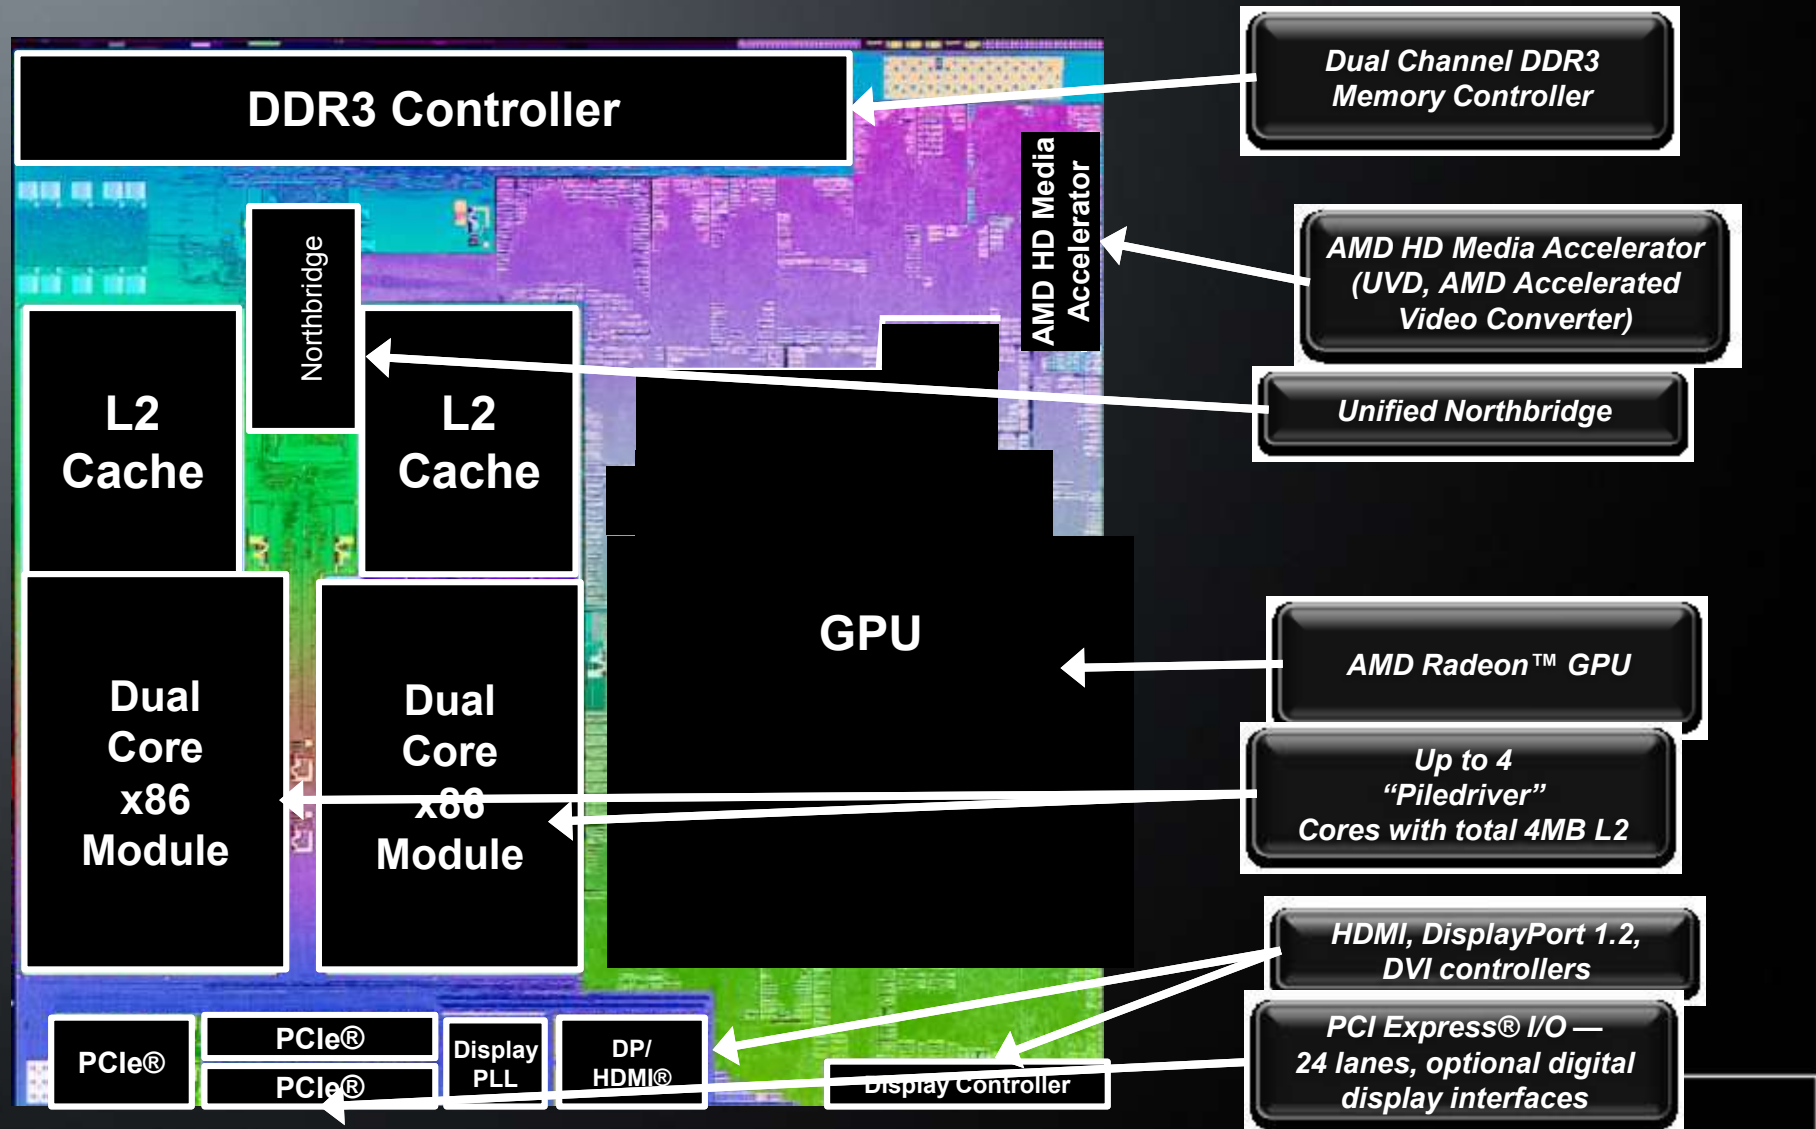 DDR3 Controller
Dual Channel DDR3
Memory Controller
AMD HD Media
Accelerator
AMD HD Media Accelerator
(UVD, AMD Accelerated
Video Converter)
Northbridge
Unified Northbridge
L2
Cache
L2
Cache
GPU
AMD Radeon™ GPU
Dual
Core
x86
Module
Dual
Core
x86
Module
Up to 4
“Piledriver”
Cores with total 4MB L2
HDMI, DisplayPort 1.2,
DVI controllers
PCIe®
PCIe®
PCIe®
Display
PLL
DP/
HDMI®
Display Controller
PCI Express® I/O —
24 lanes, optional digital
display interfaces